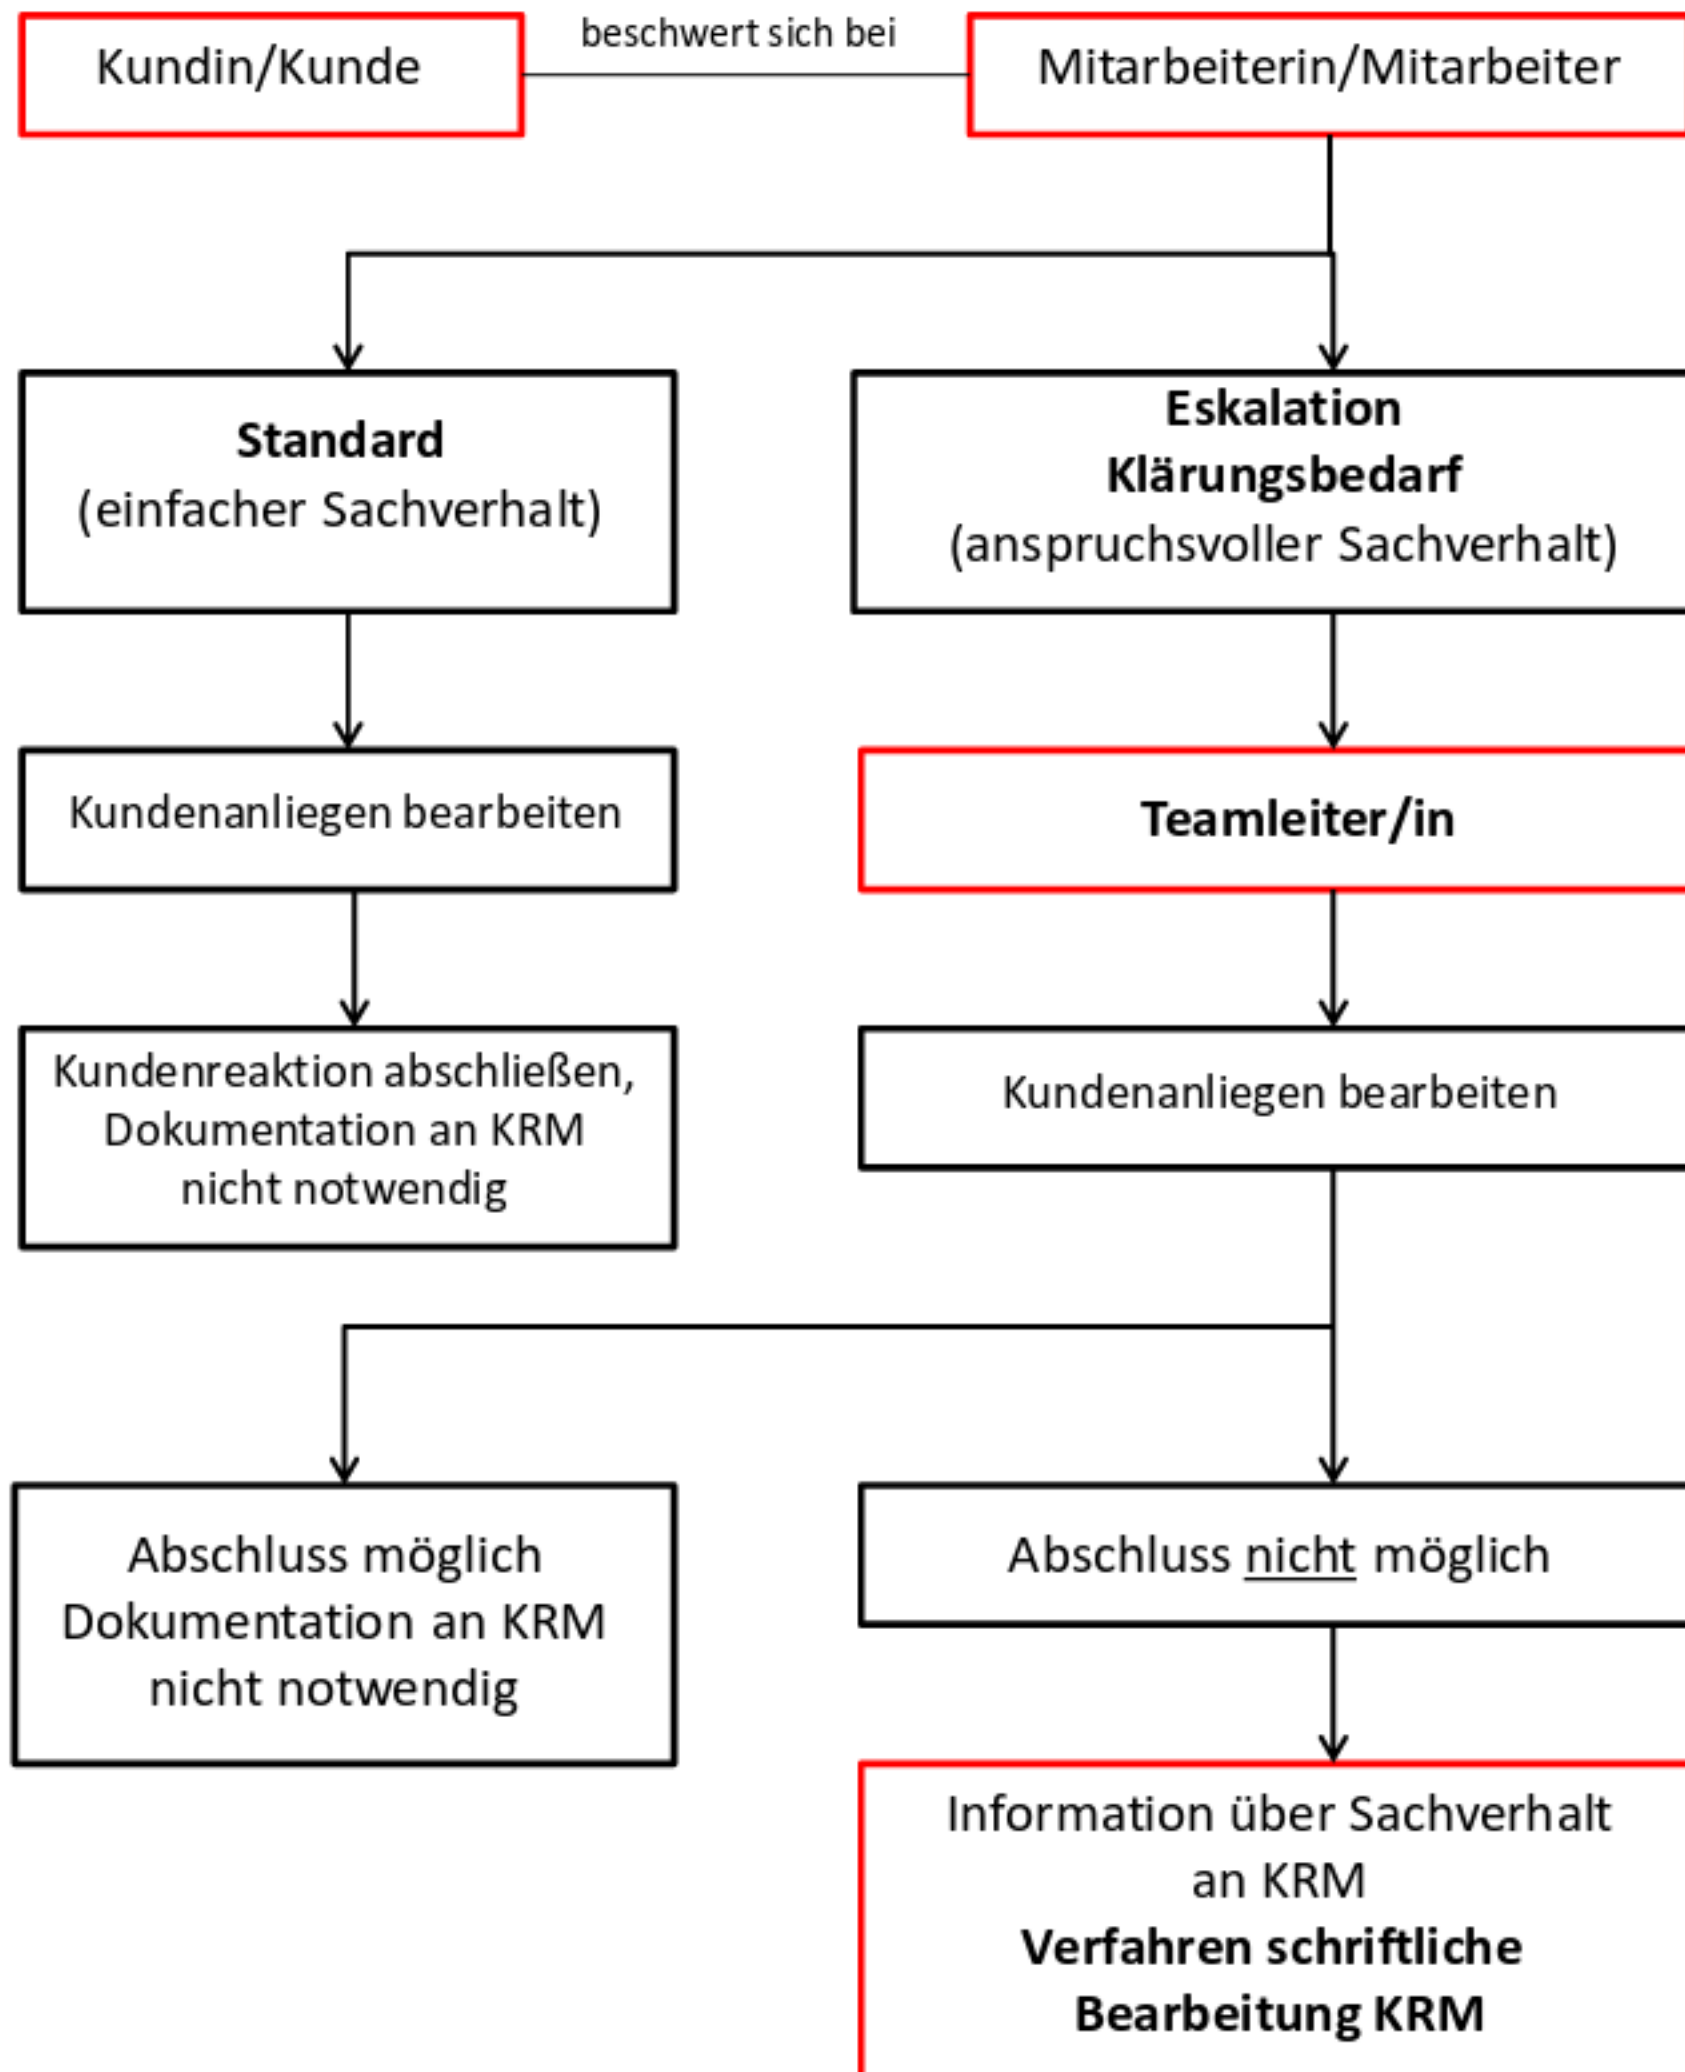 Kundin/Kunde
beschwert sich bei
Mitarbeiterin/Mitarbeiter
Standard
(einfacher Sachverhalt)
Eskalation
Klärungsbedarf
(anspruchsvoller Sachverhalt)
Kundenanliegen bearbeiten
Teamleiter/in
Kundenreaktion abschließen,
Dokumentation an KRM
nicht notwendig
Kundenanliegen bearbeiten
Abschluss möglich
Dokumentation an KRM
nicht notwendig
Abschluss nicht möglich
Information über Sachverhalt
an KRM
Verfahren schriftliche
Bearbeitung KRM